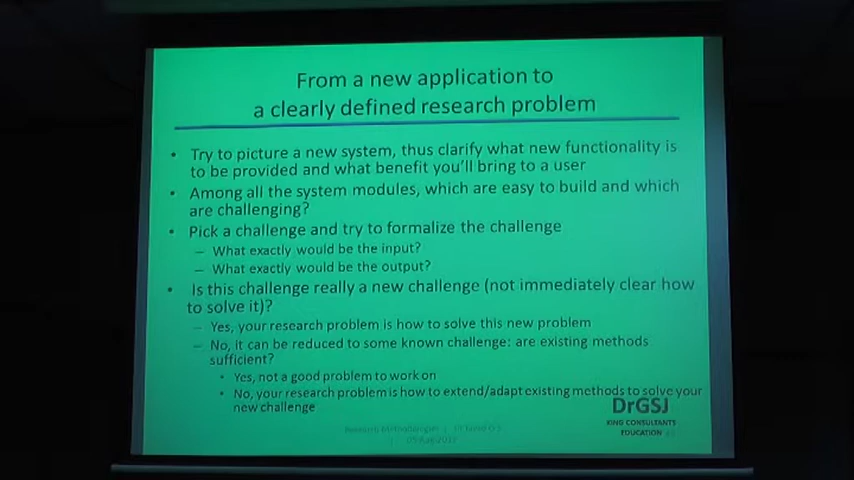 From a new application to
a clearly defined research problem
• Try to picture a new system, thus clarify what new functionality is
to be provided and what benefit you'll bring to a user
• Among all the system modules, which are easy to build and which
are challenging?
• Pick a challenge and try to formalize the challenge
– What exactly would be the input?
– What exactly would be the output?
• Is this challenge really a new challenge (not immediately clear how
to solve it)?
– Yes, your research problem is how to solve this new problem
– No, it can be reduced to some known challenge: are existing methods
sufficient?
• Yes, not a good problem to work on
• No, your research problem is how to extend/adapt existing methods to solve your
new challenge
DrGSJ
KING CONSULTANTS
EDUCATION